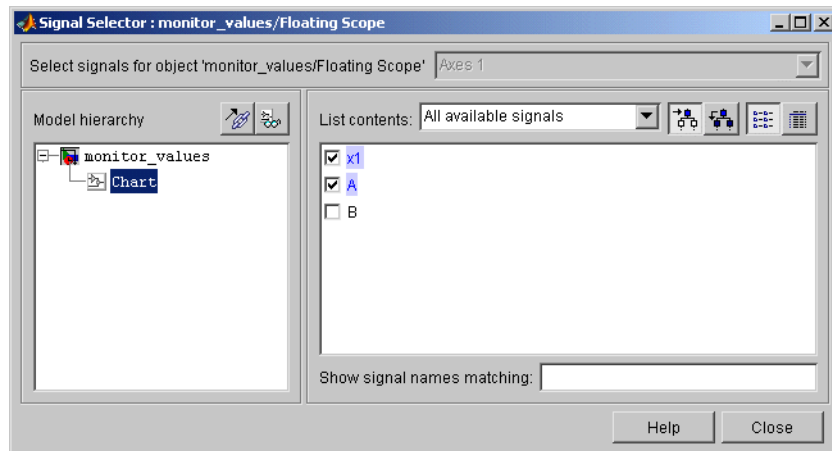 Signal Selector : monitor_values/Floating Scope
Select signals for object 'monitor_values/Floating Scope' Axes 1
Model hierarchy
List contents: All available signals
monitor_values
Chart
x1
A
B
Show signal names matching:
Help Close